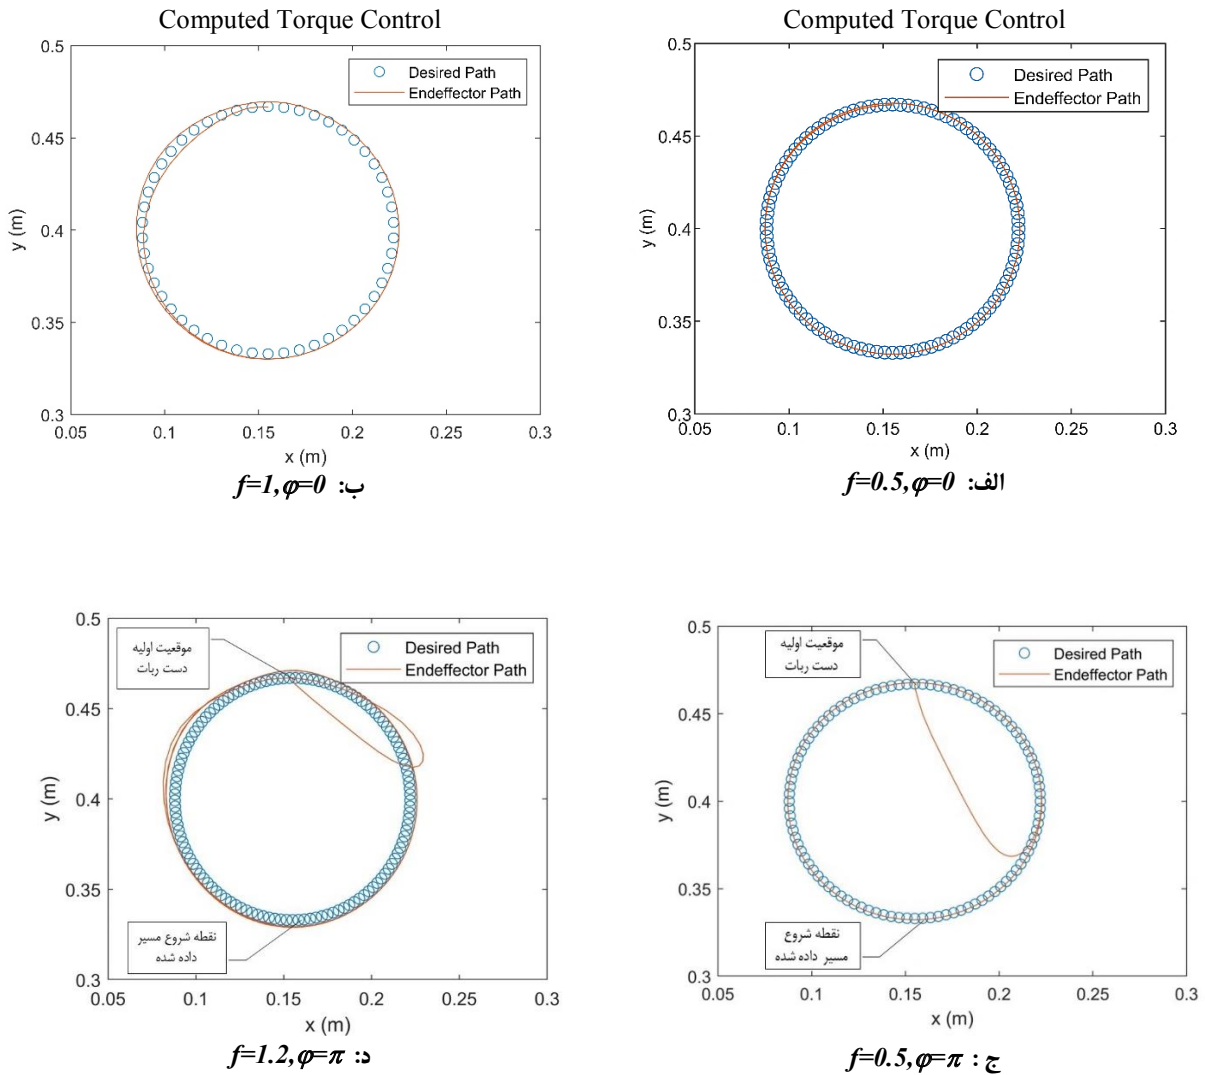 Computed Torque Control
0.5
0.45
0.4
0.35
0.3
0.05
0.1
0.15
0.2
0.25
0.3
y (m)
x (m)
Desired Path
Endeffector Path
ب: f=1,φ=0
Computed Torque Control
0.5
0.45
0.4
0.35
0.3
0.05
0.1
0.15
0.2
0.25
0.3
y (m)
x (m)
Desired Path
Endeffector Path
الف: f=0.5,φ=0
0.5
0.45
0.4
0.35
0.3
0.05
0.1
0.15
0.2
0.25
0.3
y (m)
x (m)
موقعیت اولیه
دست ربات
Desired Path
Endeffector Path
نقطه شروع مسیر
داده شده
د: f=1.2,φ=π
0.5
0.45
0.4
0.35
0.3
0.05
0.1
0.15
0.2
0.25
0.3
y (m)
x (m)
موقعیت اولیه
دست ربات
Desired Path
Endeffector Path
نقطه شروع
مسیر داده شده
ج : f=0.5,φ=π